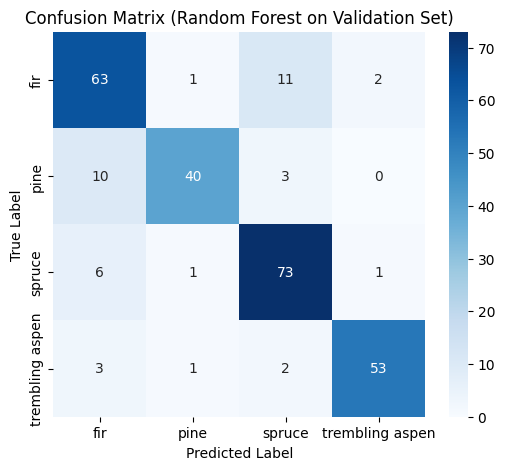 Confusion Matrix (Random Forest on Validation Set)
True Label
fir
63 1 11 2
pine
10 40 3 0
spruce
6 1 73 1
trembling aspen
3 1 2 53
fir pine spruce trembling aspen
Predicted Label
70
60
50
40
30
20
10
0